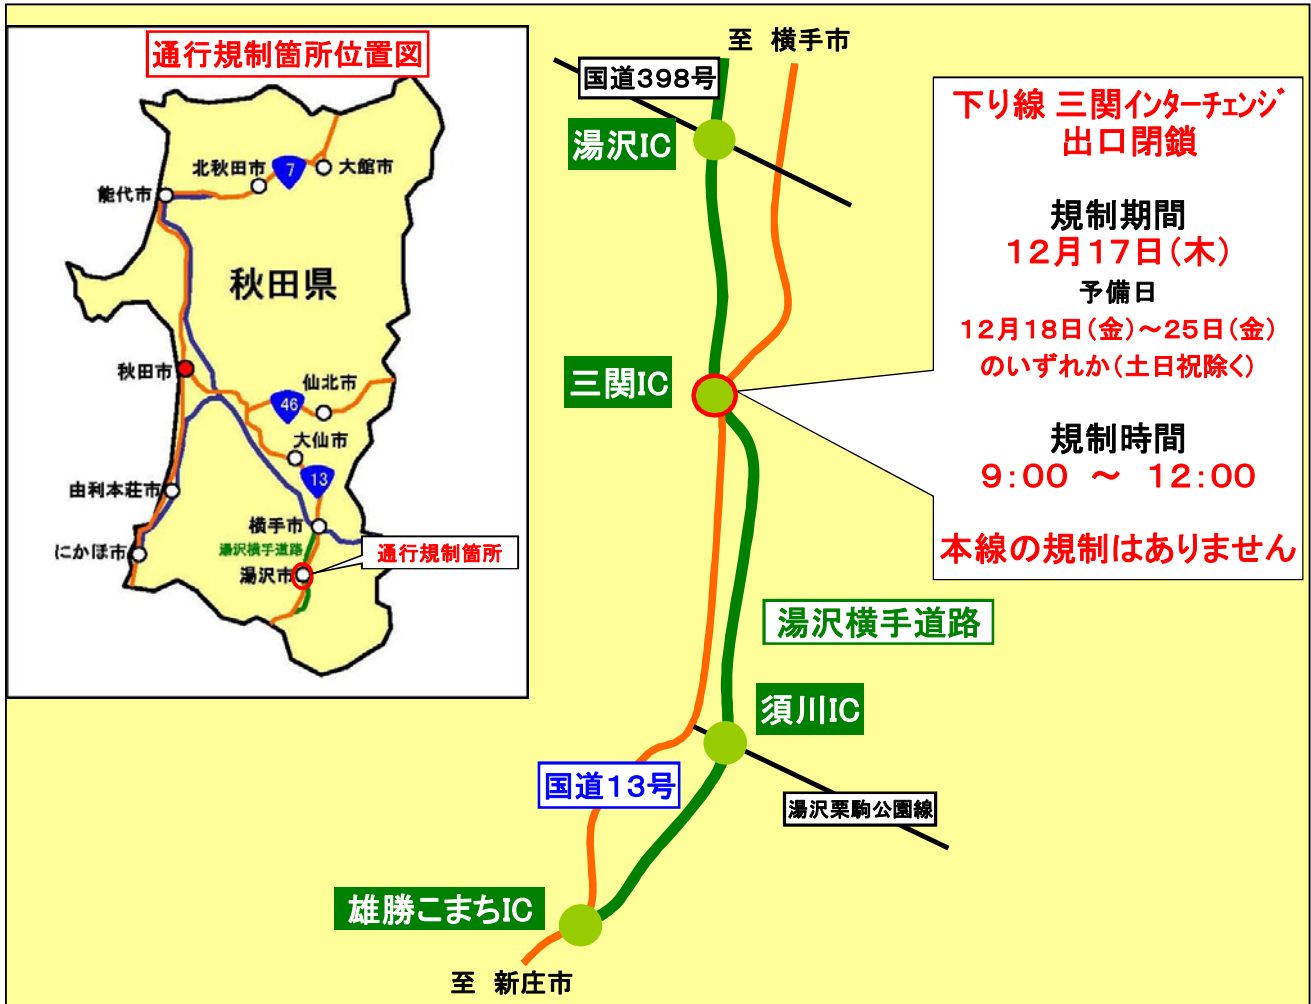 通行規制箇所位置図
北秋田市
7
大館市
能代市
秋田県
秋田市
仙北市
46
大仙市
13
由利本荘市
横手市
湯沢横手道路
にかほ市
通行規制箇所
湯沢市
至 横手市
国道398号
湯沢IC
三関IC
下り線 三関インターチェンジ
出口閉鎖
規制期間
12月17日(木)
予備日
12月18日(金)~25日(金)
のいずれか(土日祝除く)
規制時間
9:00 ~ 12:00
本線の規制はありません
湯沢横手道路
須川IC
国道13号
湯沢栗駒公園線
雄勝こまちIC
至 新庄市